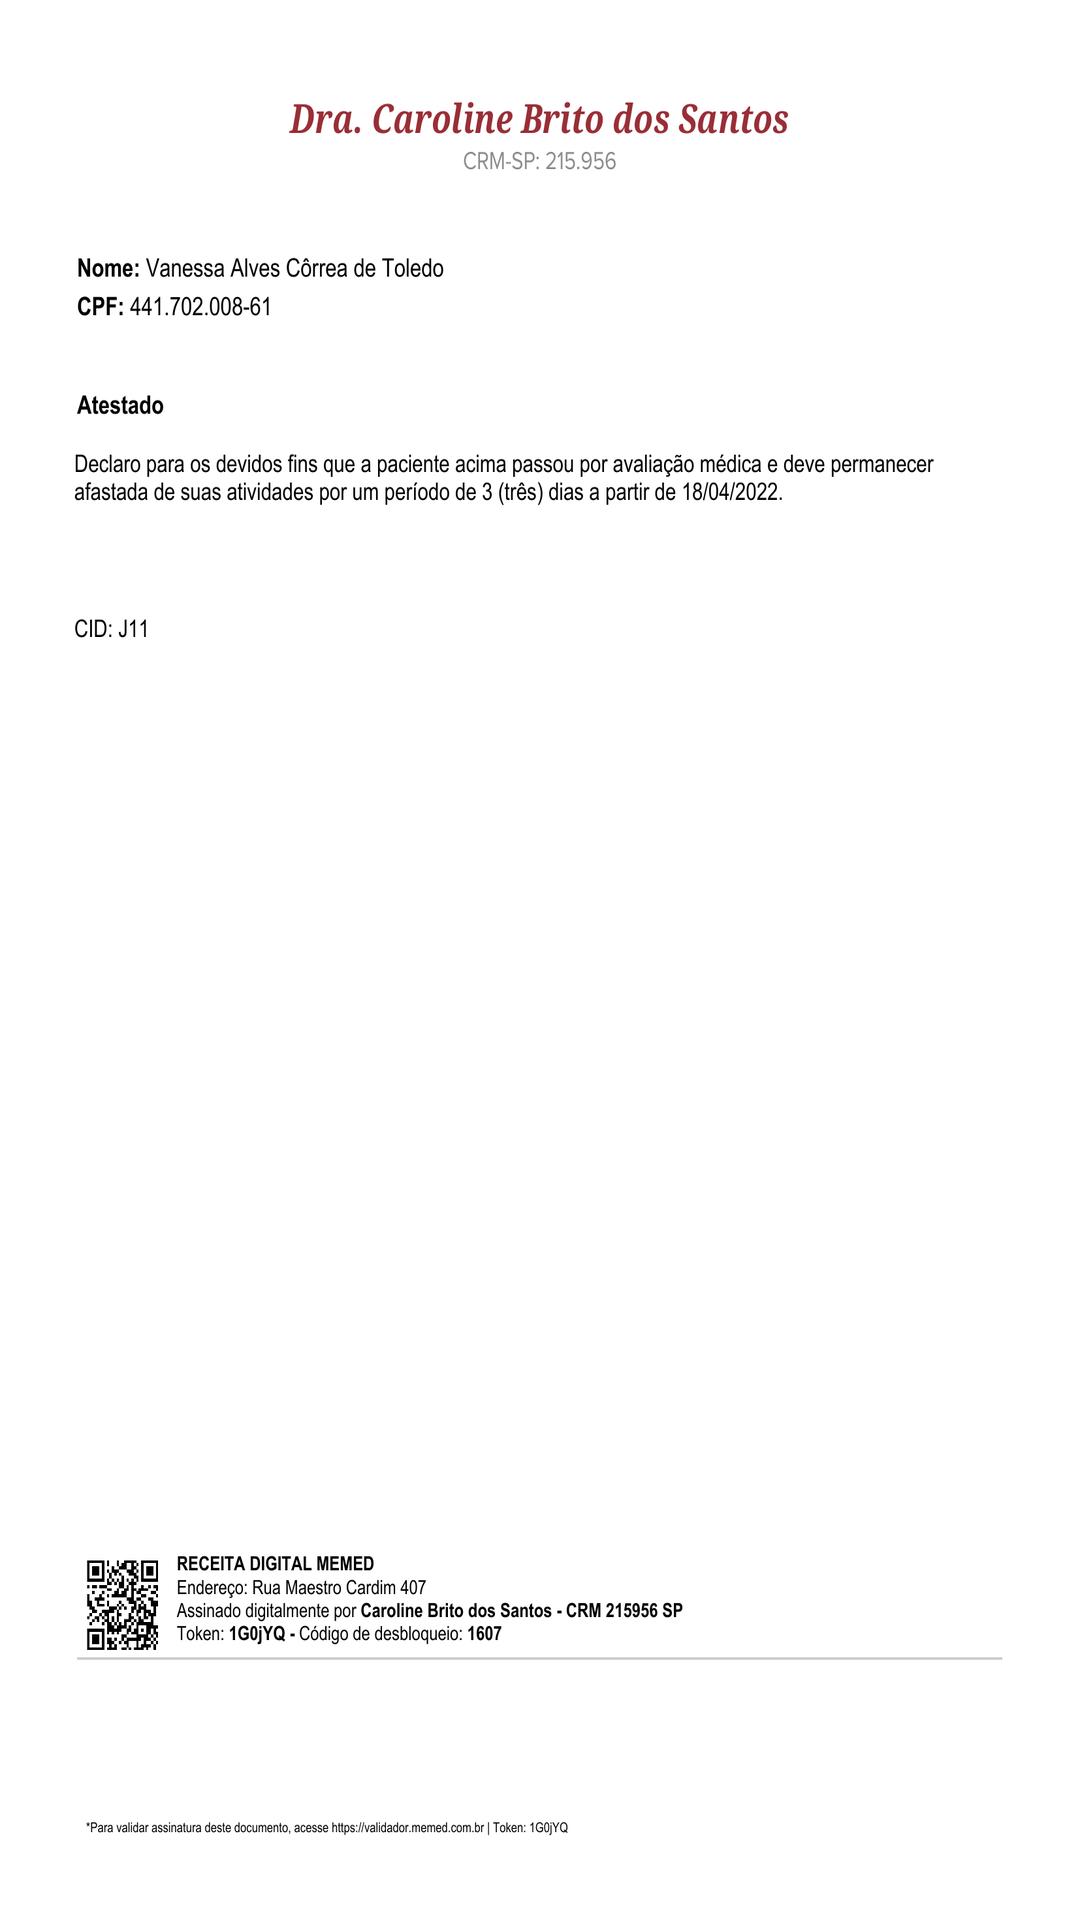 Dra. Caroline Brito dos Santos
CRM-SP: 215.956
Nome: Vanessa Alves Côrrea de Toledo
CPF: 441.702.008-61
Atestado
Declaro para os devidos fins que a paciente acima passou por avaliação médica e deve permanecer
afastada de suas atividades por um período de 3 (três) dias a partir de 18/04/2022.
CID: J11
RECEITA DIGITAL MEMED
Endereço: Rua Maestro Cardim 407
Assinado digitalmente por Caroline Brito dos Santos - CRM 215956 SP
Token: 1G0jYQ - Código de desbloqueio: 1607
*Para validar assinatura deste documento, acesse https://validador.memed.com.br | Token: 1G0jYQ